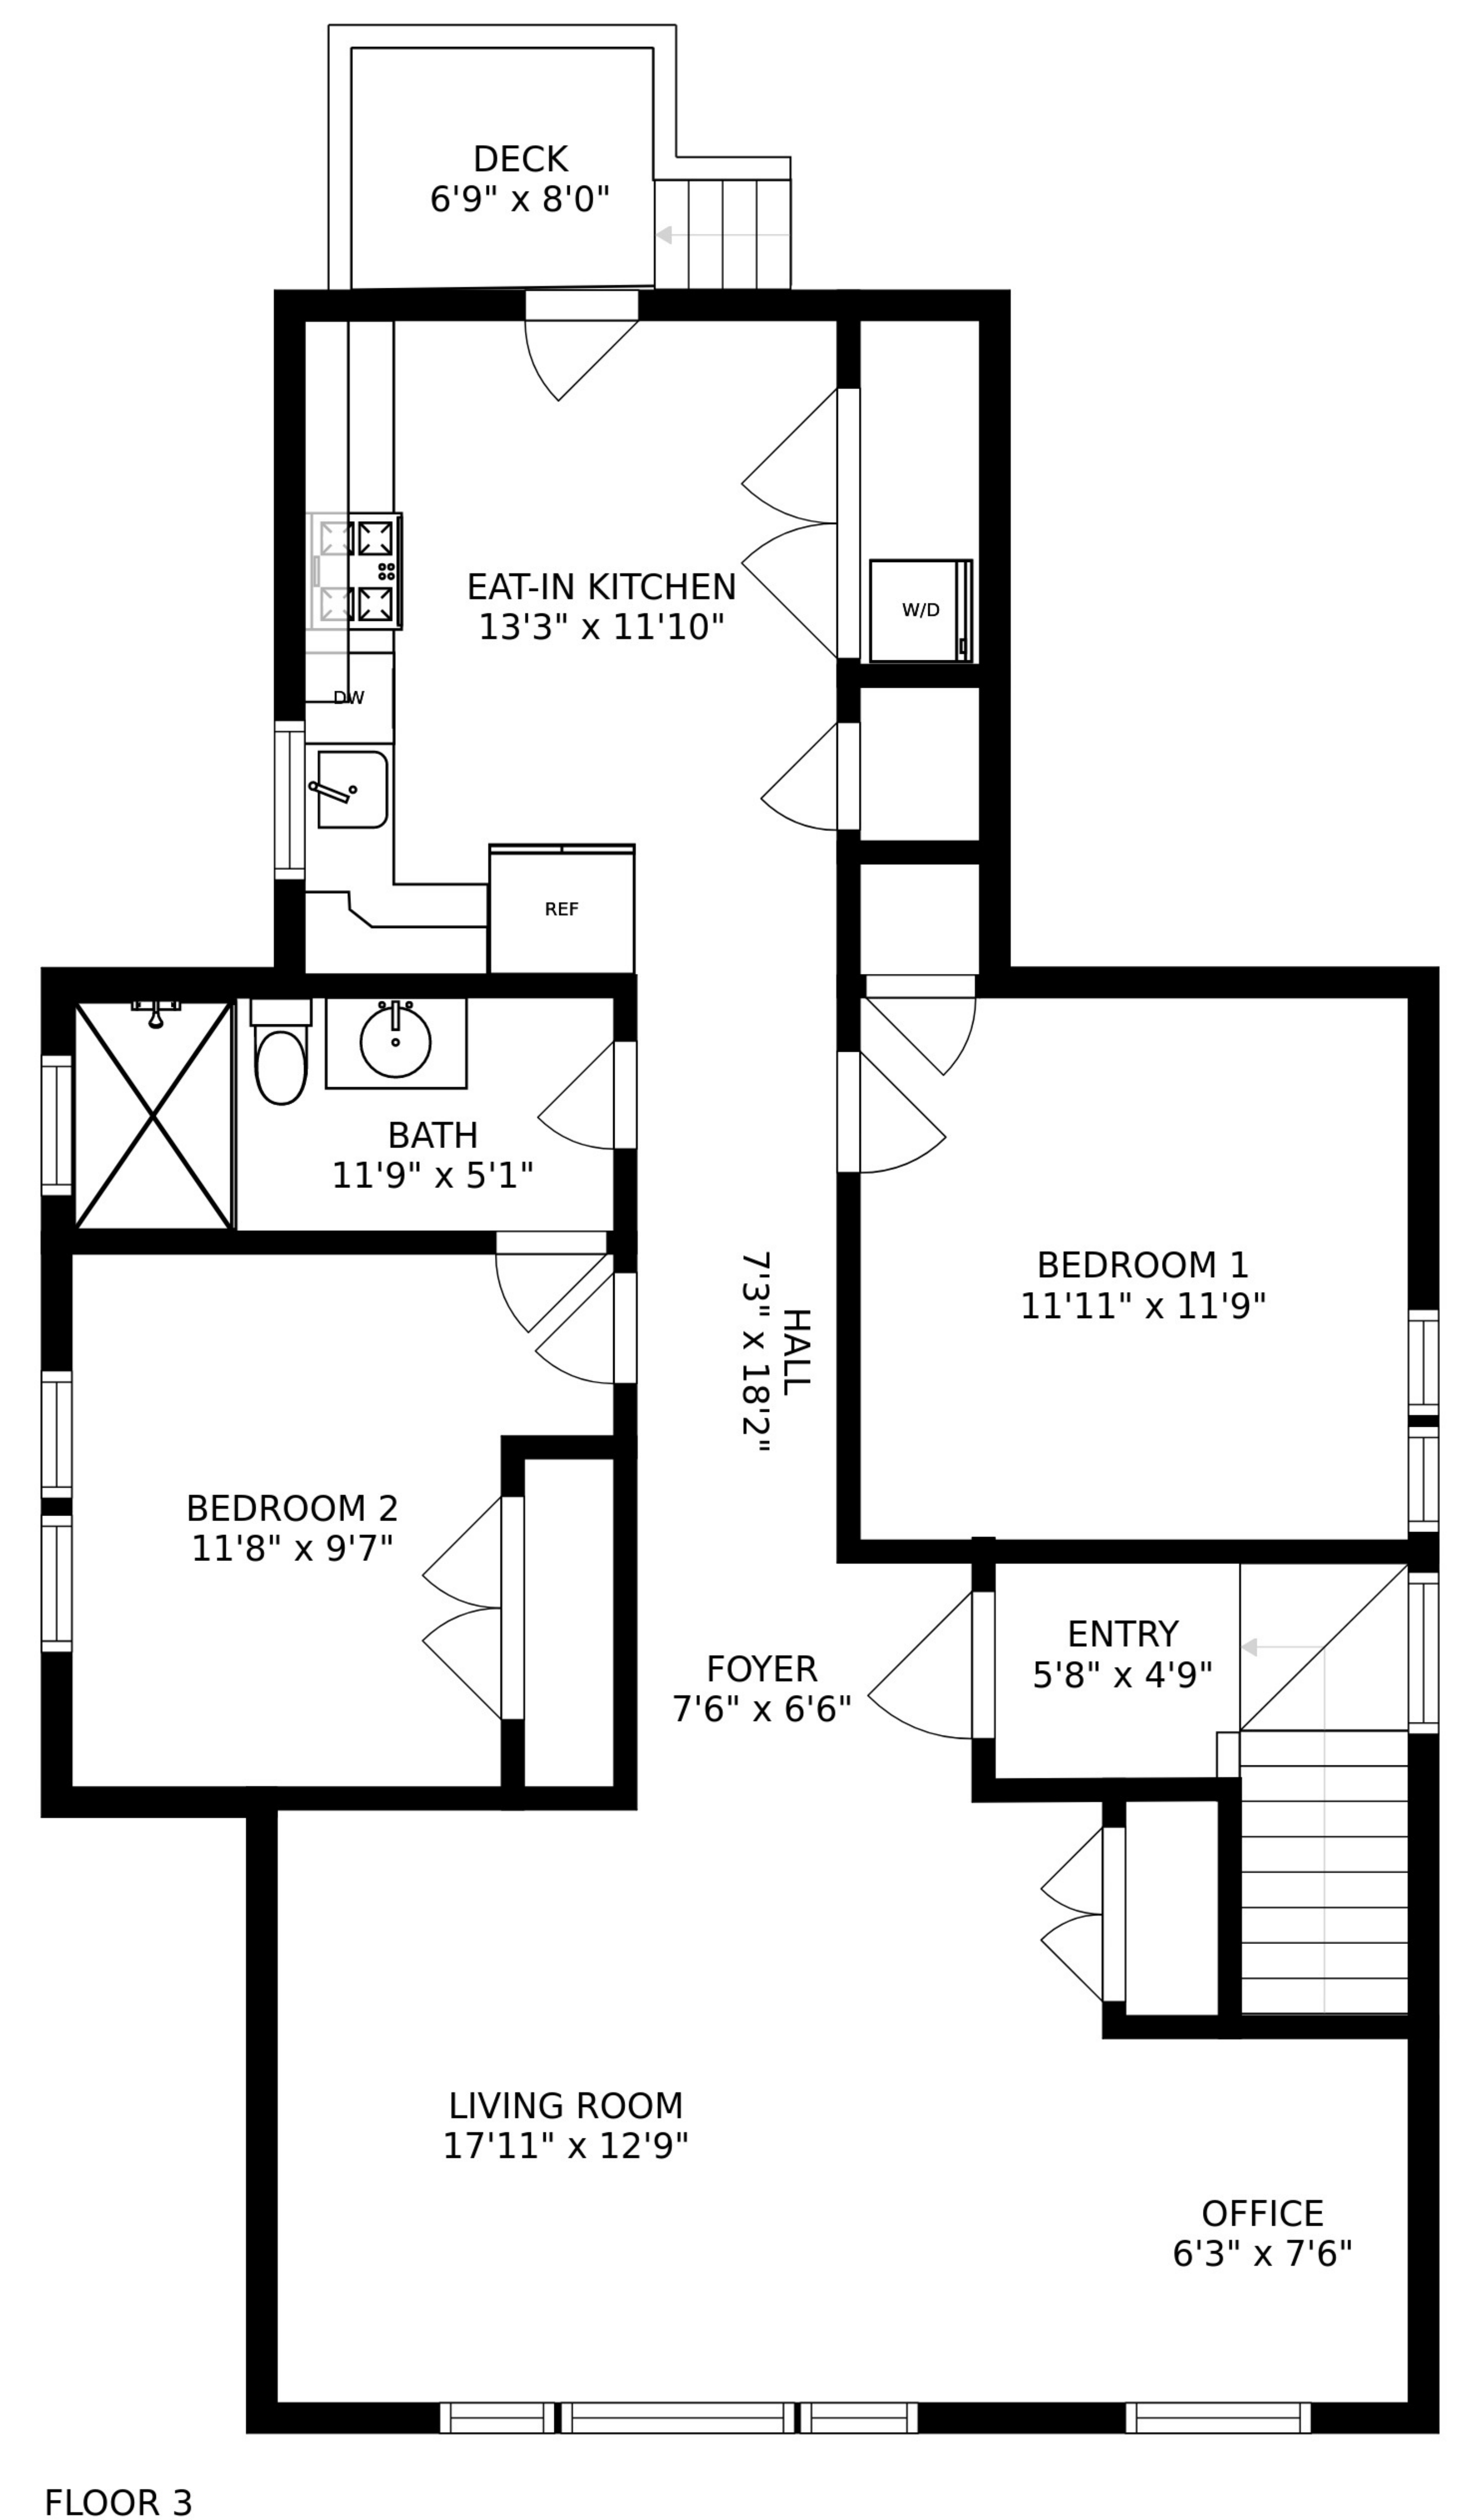 DECK
6'9" x 8'0"
EAT-IN KITCHEN
13'3" x 11'10"
W/D
DW
REF
BATH
11'9" x 5'1"
BEDROOM 1
11'11" x 11'9"
HALL
7'3" x 18'2"
BEDROOM 2
11'8" x 9'7"
ENTRY
5'8" x 4'9"
FOYER
7'6" x 6'6"
LIVING ROOM
17'11" x 12'9"
OFFICE
6'3" x 7'6"
FLOOR 3